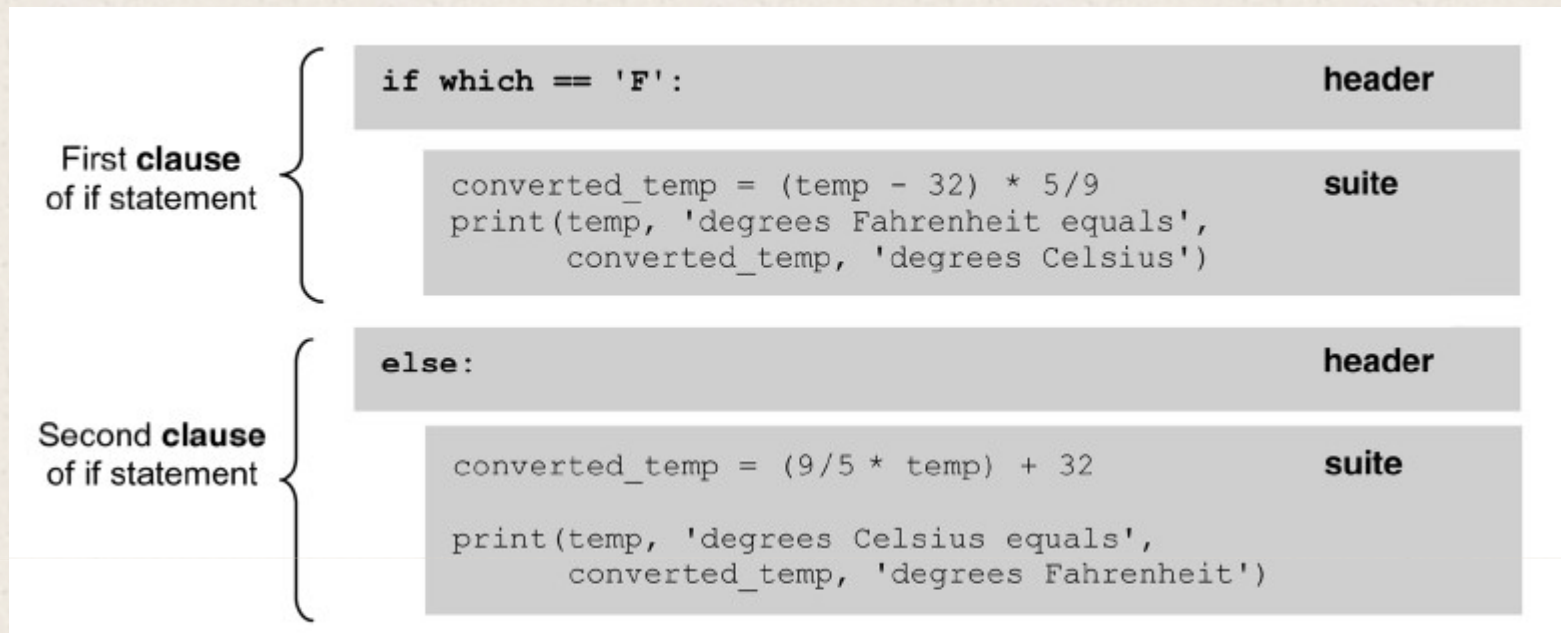 if which == 'F':
header
First clause
of if statement
converted_temp = (temp - 32) * 5/9
suite
print(temp, 'degrees Fahrenheit equals',
converted_temp, 'degrees Celsius')
else:
header
Second clause
of if statement
converted_temp = (9/5 * temp) + 32
suite
print(temp, 'degrees Celsius equals',
converted_temp, 'degrees Fahrenheit')